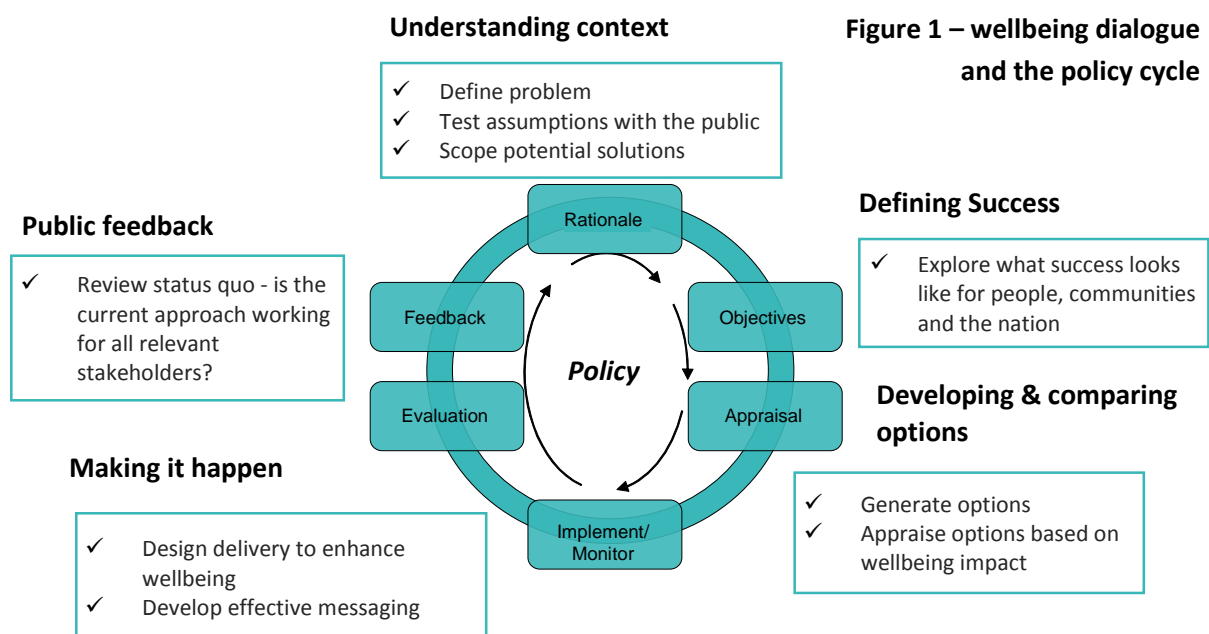 Understanding context
Figure 1 – wellbeing dialogue
and the policy cycle
✓ Define problem
✓ Test assumptions with the public
✓ Scope potential solutions
Rationale
Public feedback
✓ Review status quo - is the
current approach working
for all relevant
stakeholders?
Defining Success
✓ Explore what success looks
like for people, communities
and the nation
Feedback
Objectives
Policy
Evaluation
Appraisal
Developing & comparing
options
Making it happen
✓ Generate options
✓ Appraise options based on
wellbeing impact
Implement/
Monitor
✓ Design delivery to enhance
wellbeing
✓ Develop effective messaging